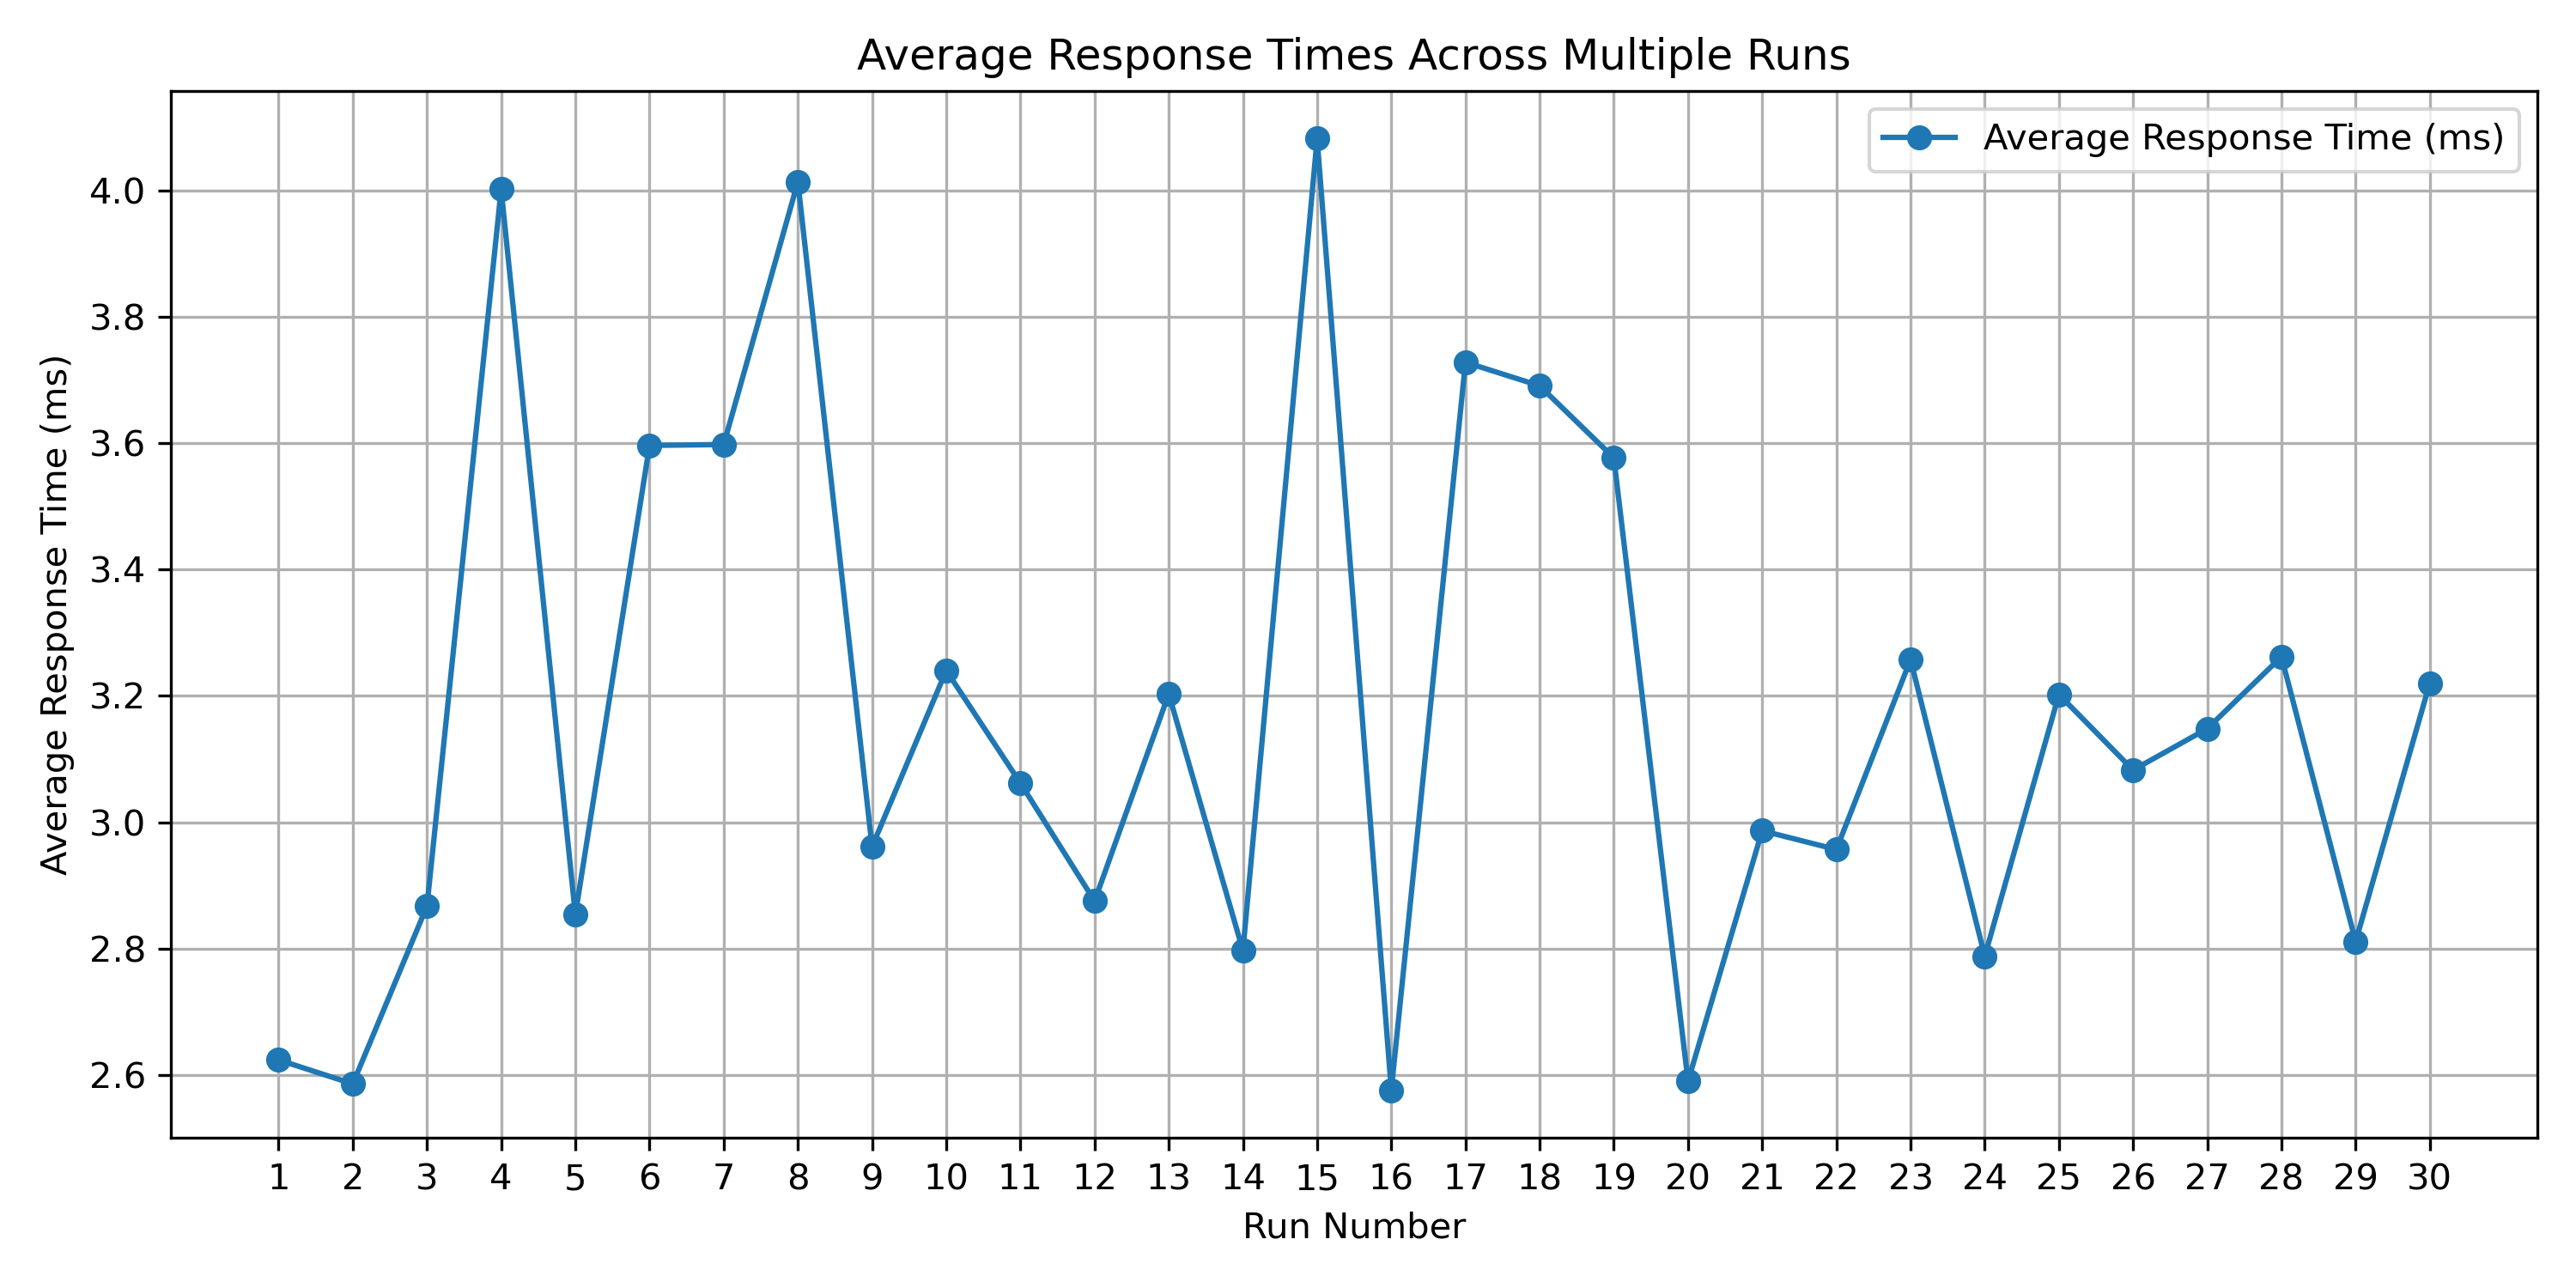 Average Response Times Across Multiple Runs
Average Response Time (ms)
4.0
3.8
3.6
3.4
3.2
3.0
2.8
2.6
Average Response Time (ms)
1 2 3 4 5 6 7 8 9 10 11 12 13 14 15 16 17 18 19 20 21 22 23 24 25 26 27 28 29 30
Run Number